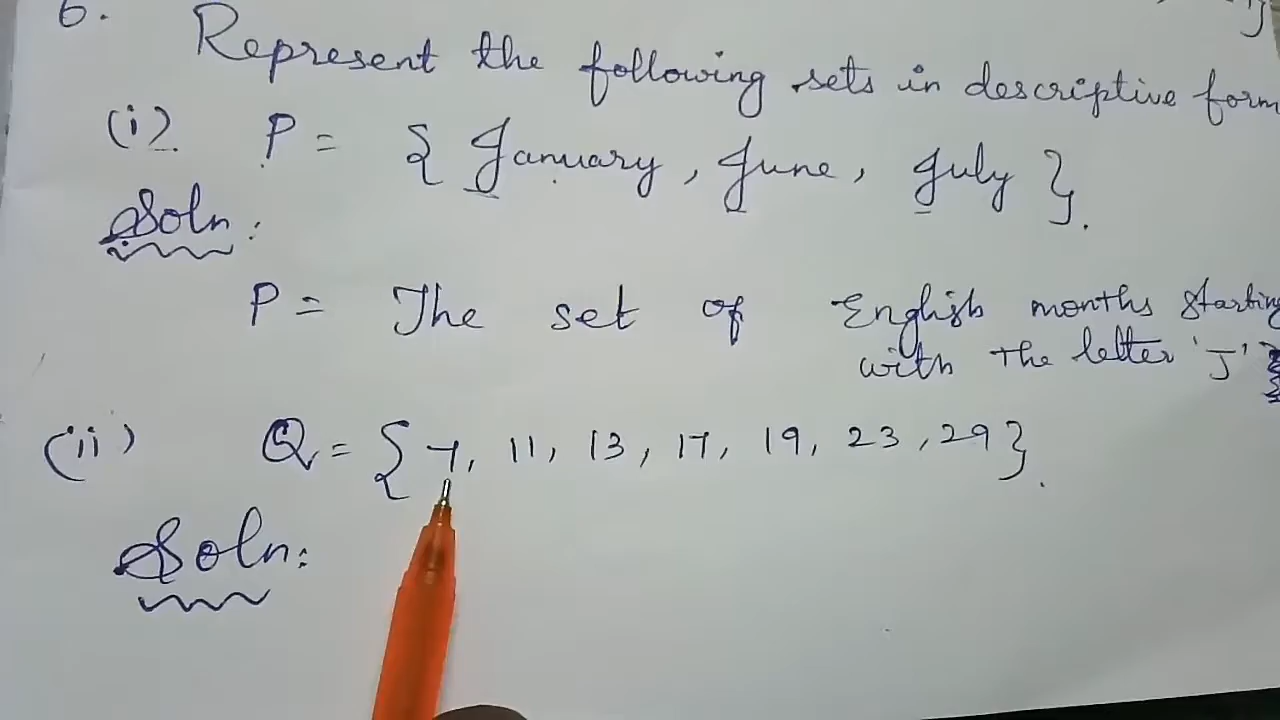 6. Represent the following sets in descriptive form
(i). P = { January, June, July }.
Soln:
P = The set of English months starting
with the letter 'J'
(ii) Q = { 7, 11, 13, 17, 19, 23, 29 }.
Soln: